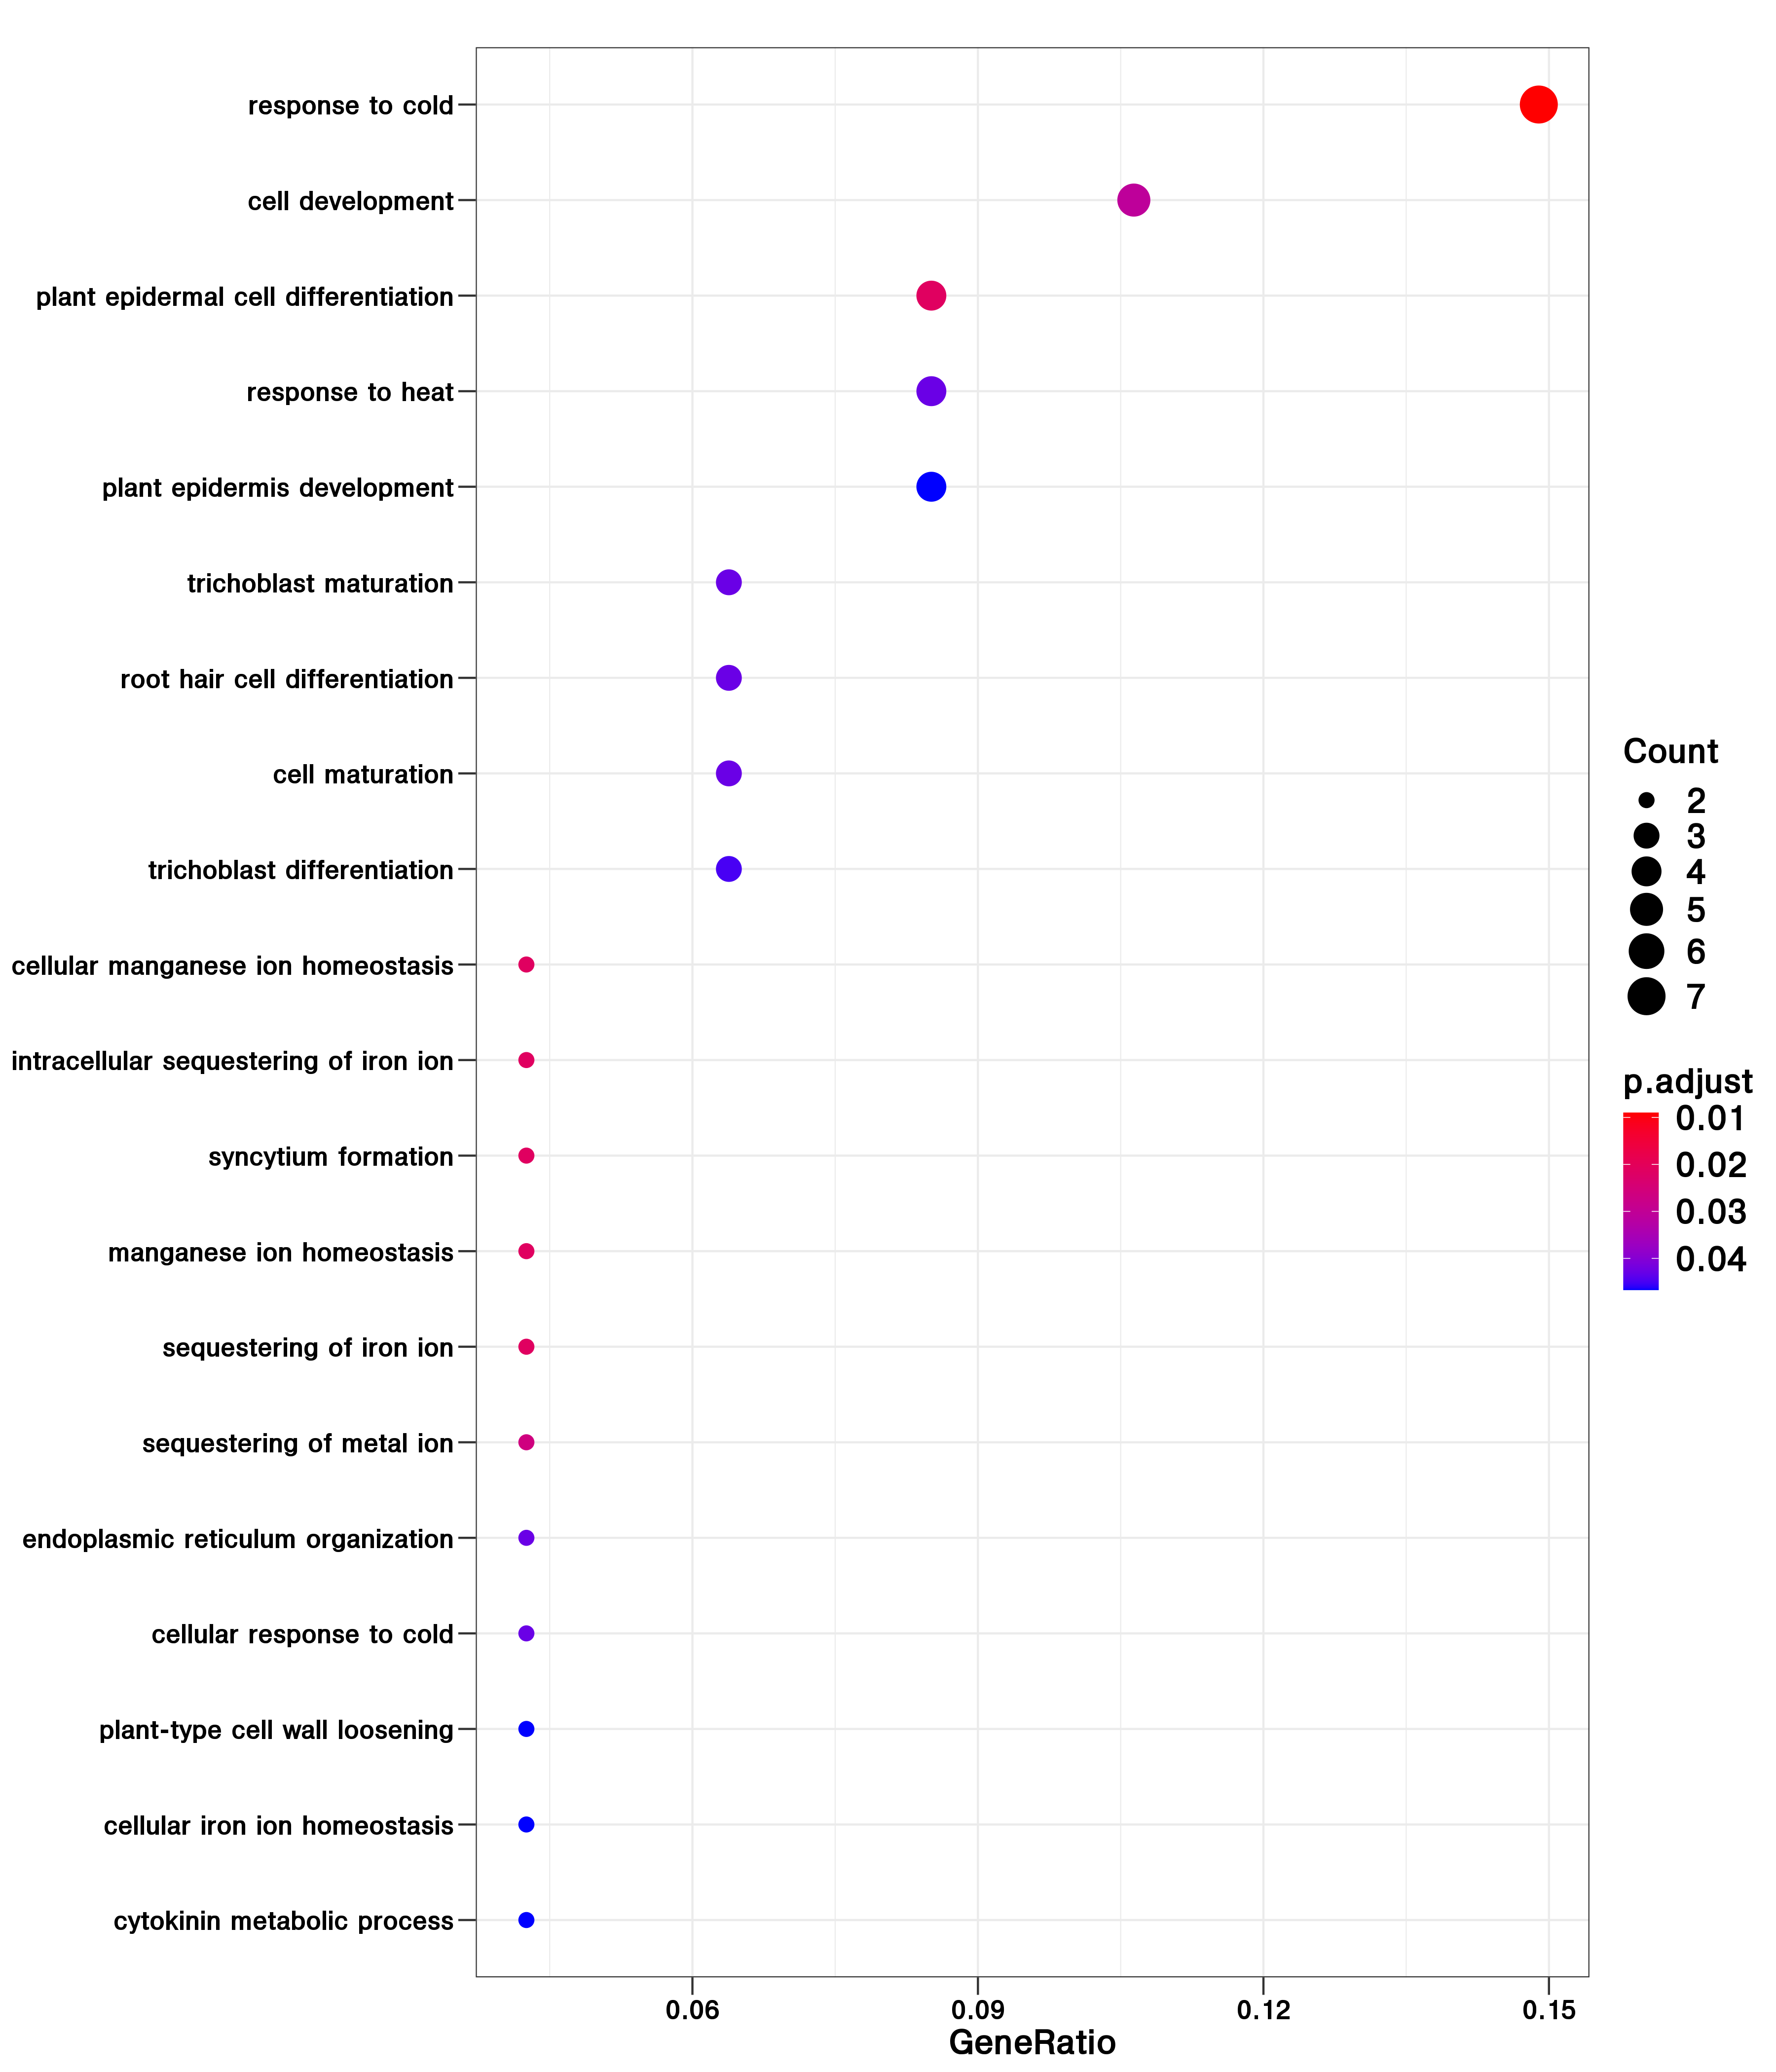 response to cold
cell development
plant epidermal cell differentiation
response to heat
plant epidermis development
trichoblast maturation
root hair cell differentiation
cell maturation
trichoblast differentiation
cellular manganese ion homeostasis
intracellular sequestering of iron ion
syncytium formation
manganese ion homeostasis
sequestering of iron ion
sequestering of metal ion
endoplasmic reticulum organization
cellular response to cold
plant-type cell wall loosening
cellular iron ion homeostasis
cytokinin metabolic process
0.06 0.09 0.12 0.15
GeneRatio
Count
2
3
4
5
6
7
p.adjust
0.01
0.02
0.03
0.04